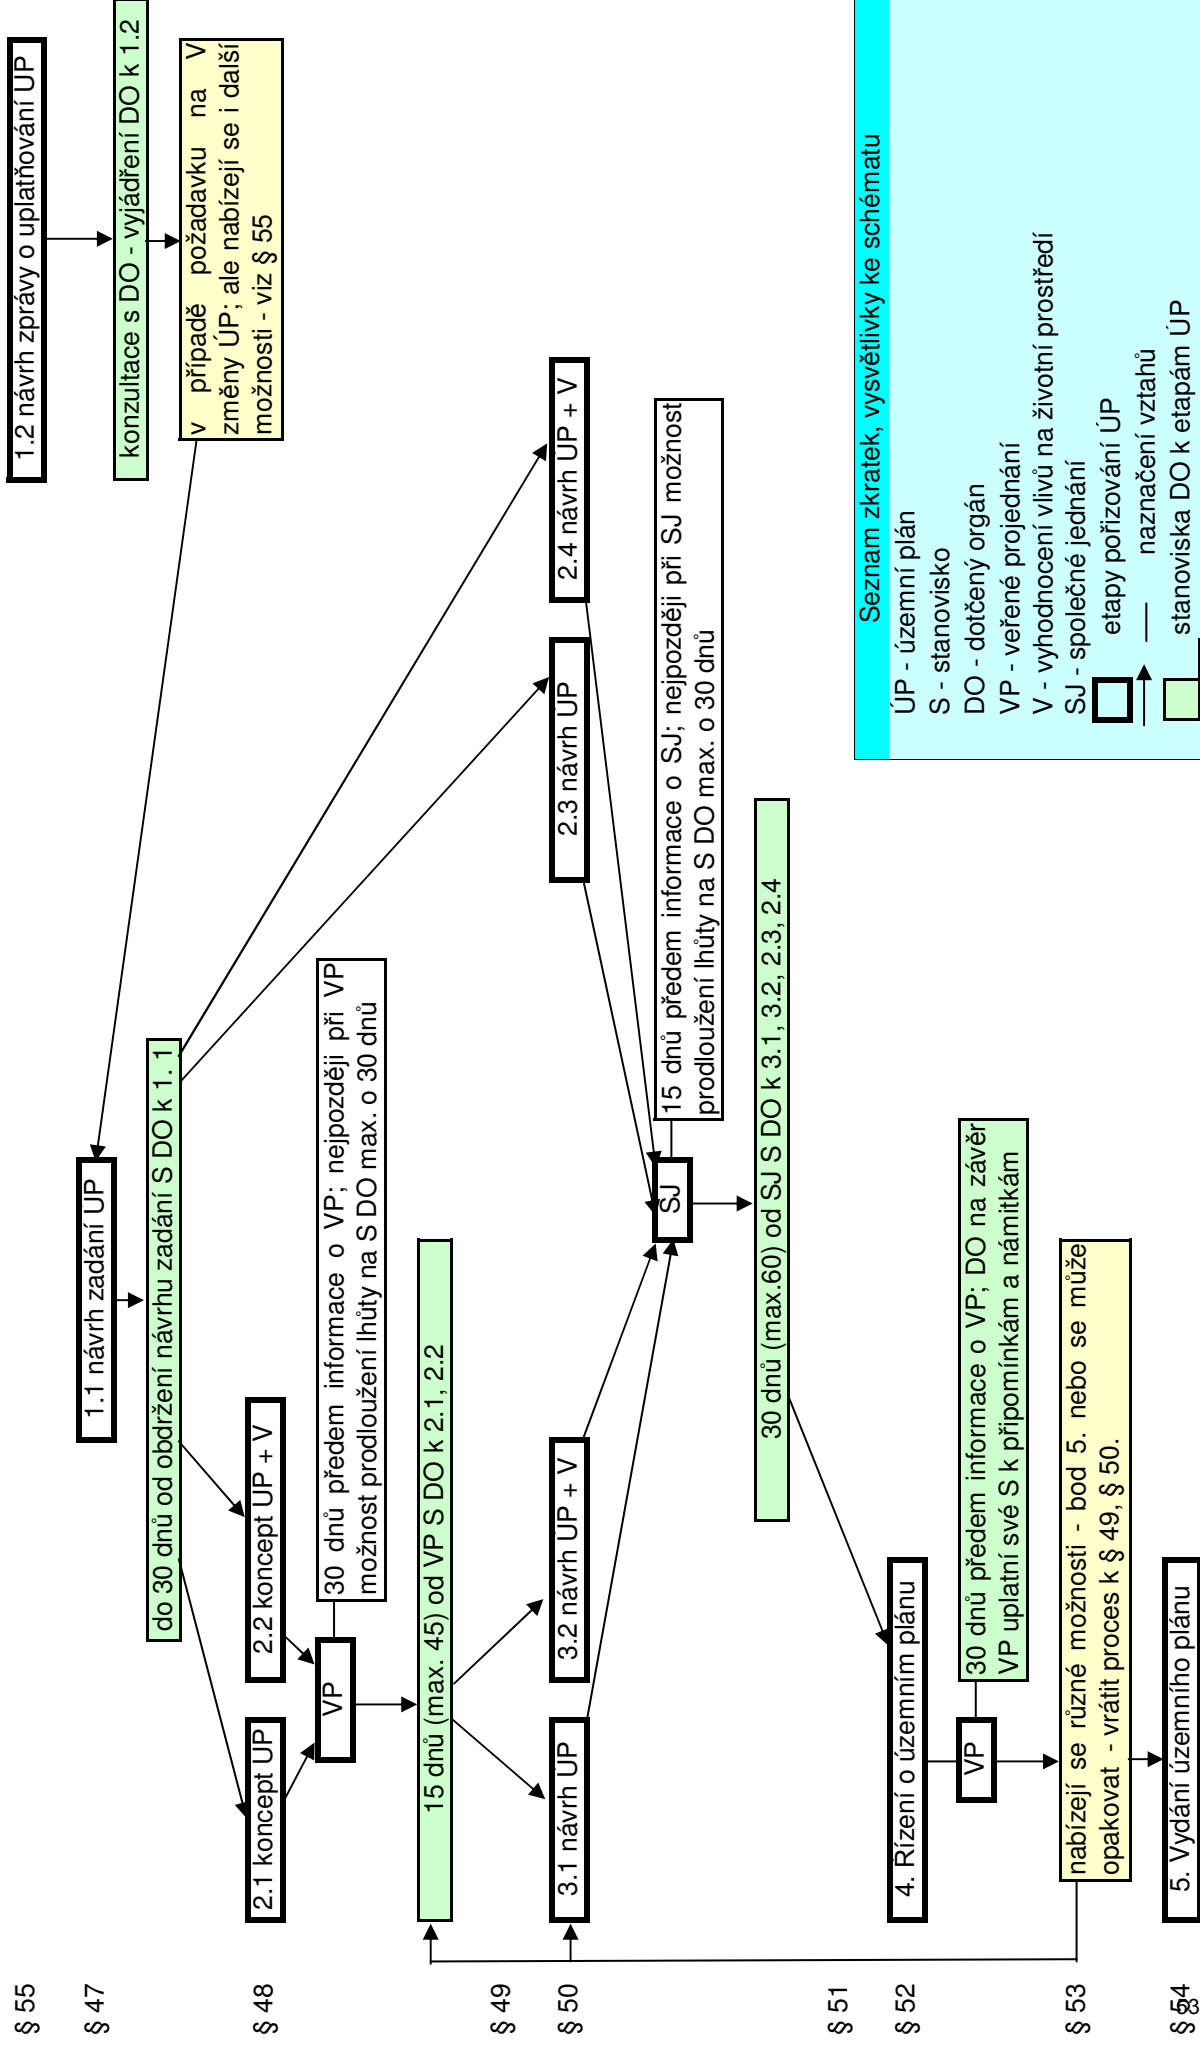 § 55
1.2 návrh zprávy o uplatňování ÚP
§ 47
1.1 návrh zadání ÚP
konzultace s DO - vyjádření DO k 1.2
do 30 dnů od obdržení návrhu zadání S DO k 1. 1
v případě požadavku na V
změny ÚP; ale nabízejí se i další
možnosti - viz § 55
§ 48
2.1 koncept ÚP
2.2 koncept ÚP + V
VP
30 dnů předem informace o VP; nejpozději při VP
možnost prodloužení lhůty na S DO max. o 30 dnů
15 dnů (max. 45) od VP S DO k 2.1, 2.2
§ 49
§ 50
3.1 návrh ÚP
3.2 návrh ÚP + V
2.3 návrh ÚP
2.4 návrh ÚP + V
SJ
15 dnů předem informace o SJ; nejpozději při SJ možnost
prodloužení lhůty na S DO max. o 30 dnů
30 dnů (max.60) od SJ S DO k 3.1, 3.2, 2.3, 2.4
§ 51
§ 52
4. Řízení o územním plánu
VP
30 dnů předem informace o VP; DO na závěr
VP uplatní své S k připomínkám a námitkám
§ 53
nabízejí se různé možnosti - bod 5. nebo se může
opakovat - vrátit proces k § 49, § 50.
§ 54
5. Vydání územního plánu
Seznam zkratek, vysvětlivky ke schématu
ÚP - územní plán
S - stanovisko
DO - dotčený orgán
VP - veřené projednání
V - vyhodnocení vlivů na životní prostředí
SJ - společné jednání
etapy pořizování ÚP
naznačení vztahů
stanoviska DO k etapám ÚP
53